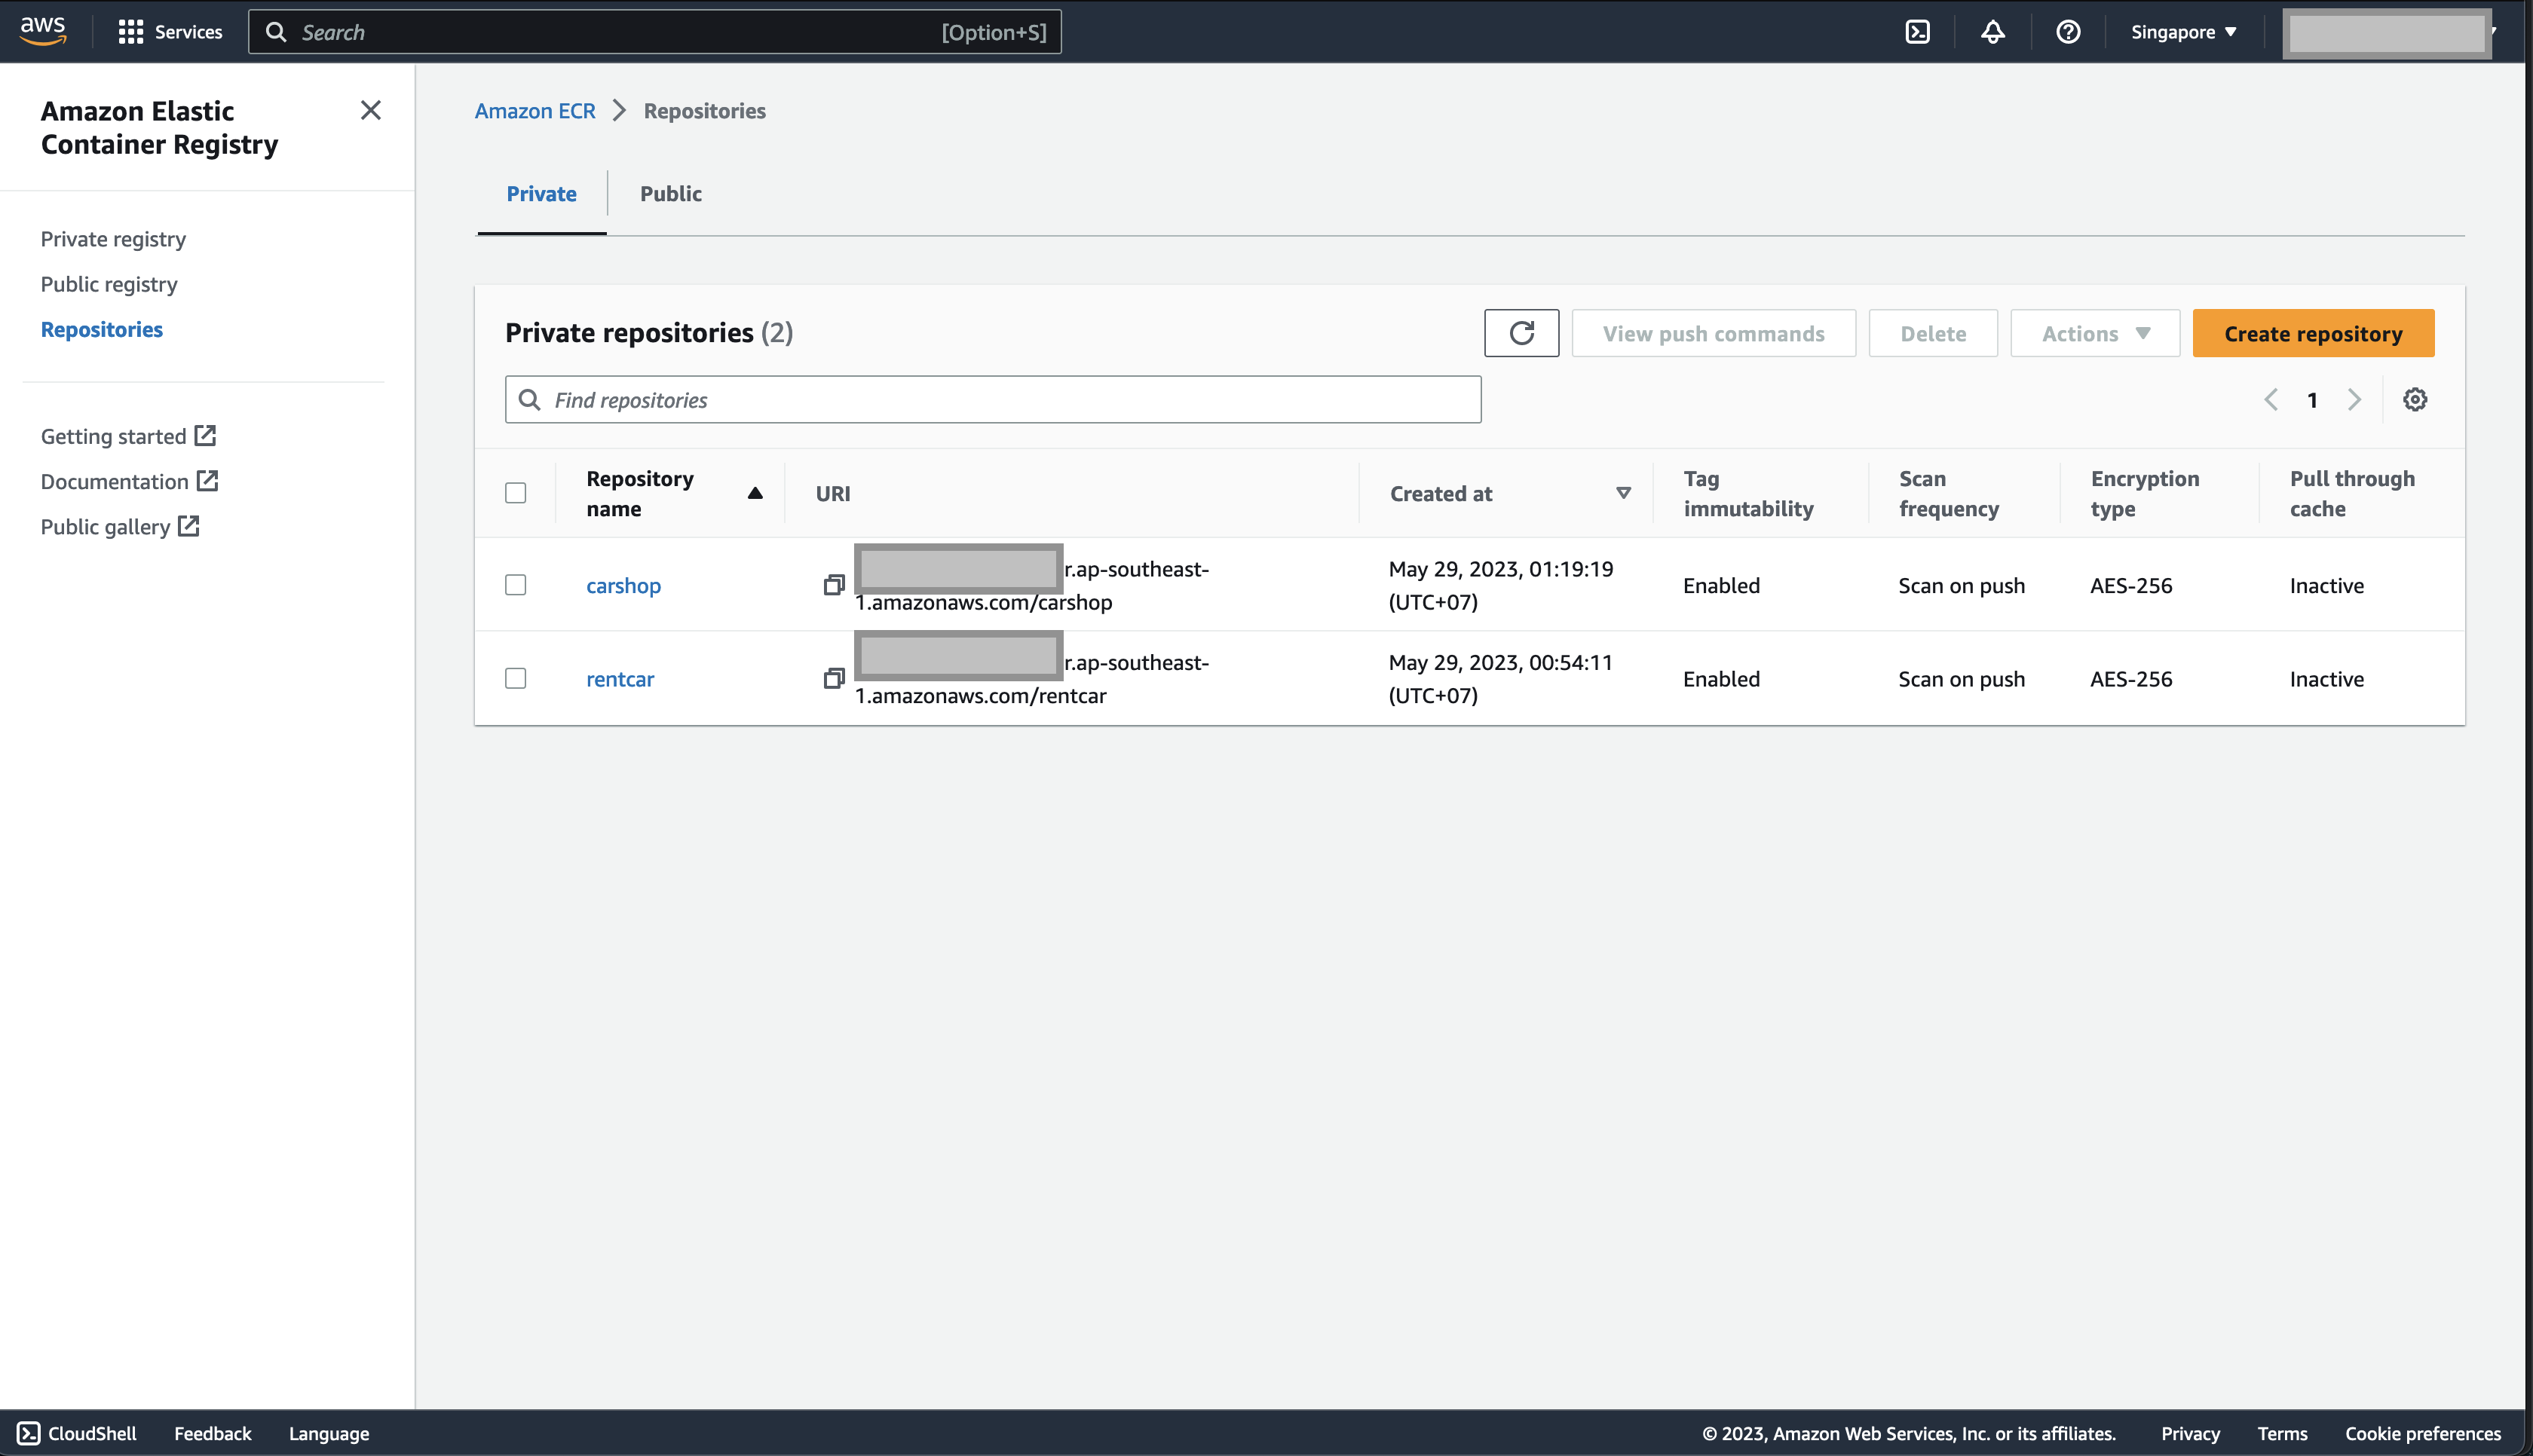 aws
Services
Search
[Option+S]
Singapore
Amazon Elastic
Container Registry
Private registry
Public registry
Repositories
Getting started
Documentation
Public gallery
Amazon ECR
Repositories
Private
Public
Private repositories (2)
View push commands
Delete
Actions
Create repository
Find repositories
1
Repository
name
URI
Created at
Tag
immutability
Scan
frequency
Encryption
type
Pull through
cache
carshop
r.ap-southeast-
1.amazonaws.com/carshop
May 29, 2023, 01:19:19
(UTC+07)
Enabled
Scan on push
AES-256
Inactive
rentcar
r.ap-southeast-
1.amazonaws.com/rentcar
May 29, 2023, 00:54:11
(UTC+07)
Enabled
Scan on push
AES-256
Inactive
CloudShell
Feedback
Language
© 2023, Amazon Web Services, Inc. or its affiliates.
Privacy
Terms
Cookie preferences